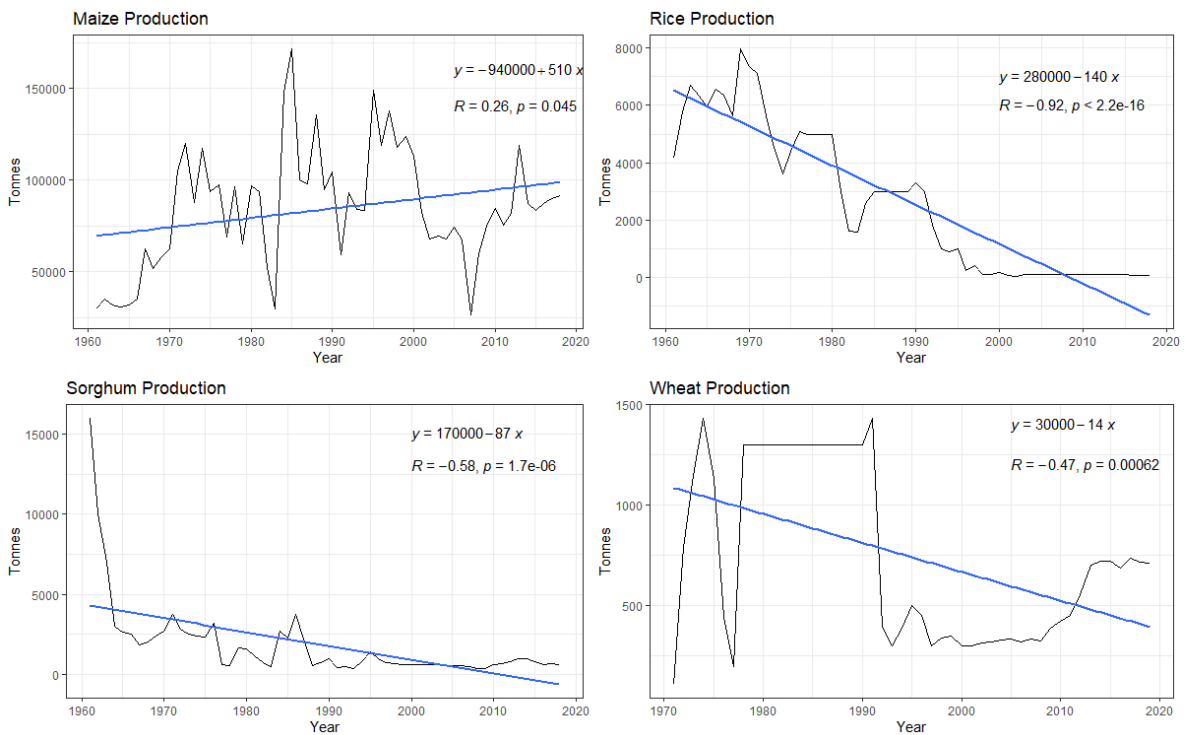 Maize Production
Tonnes
150000
100000
50000
y = −940000+510 x
R = 0.26, p = 0.045
1960 1970 1980 1990 2000 2010 2020
Year
Rice Production
Tonnes
8000
6000
4000
2000
0
y = 280000−140 x
R = −0.92, p < 2.2e-16
1960 1970 1980 1990 2000 2010 2020
Year
Sorghum Production
Tonnes
15000
10000
5000
0
y = 170000−87 x
R = −0.58, p = 1.7e-06
1960 1970 1980 1990 2000 2010 2020
Year
Wheat Production
Tonnes
1500
1000
500
y = 30000−14 x
R = −0.47, p = 0.00062
1970 1980 1990 2000 2010 2020
Year